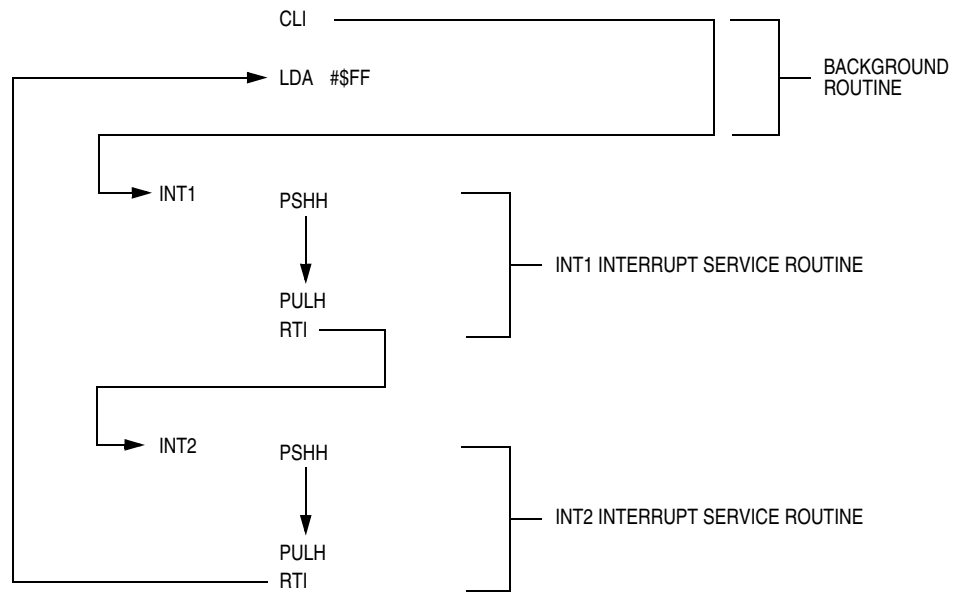 CLI
LDA #$FF
BACKGROUND
ROUTINE
INT1
PSHH
INT1 INTERRUPT SERVICE ROUTINE
PULH
RTI
INT2
PSHH
INT2 INTERRUPT SERVICE ROUTINE
PULH
RTI